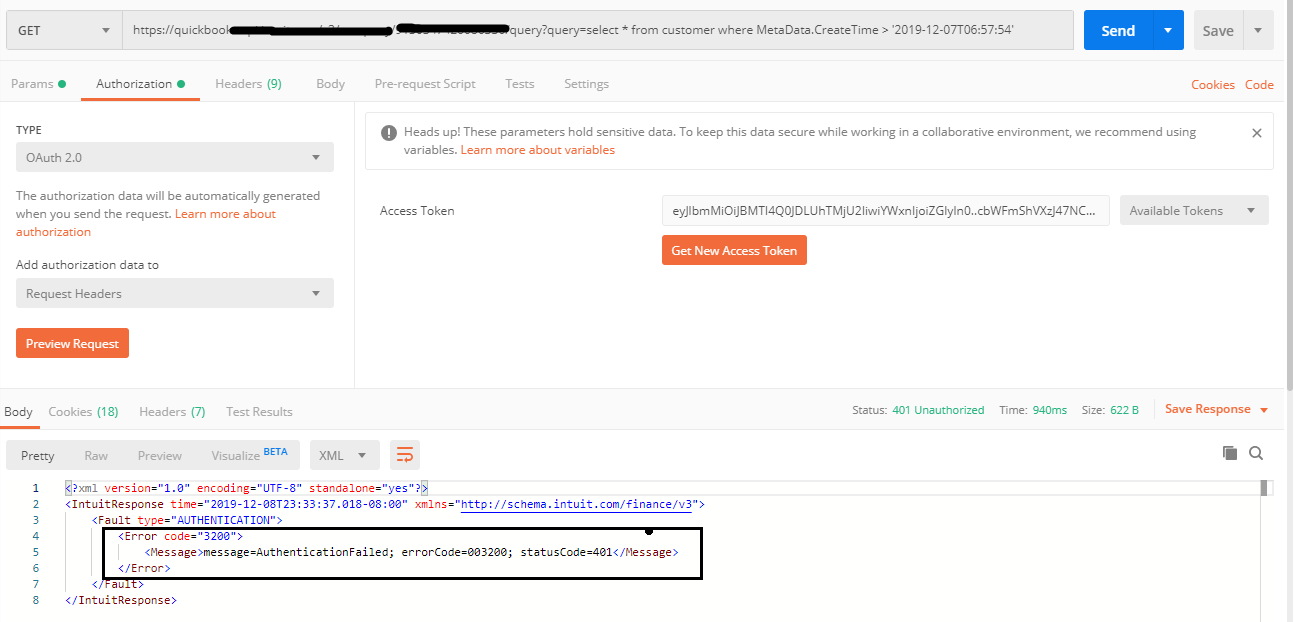 GET https://quickbook query?query=select * from customer where MetaData.CreateTime > '2019-12-07T06:57:54' Send Save
Params Authorization Headers (9) Body Pre-request Script Tests Settings Cookies Code
TYPE
OAuth 2.0
The authorization data will be automatically generated
when you send the request. Learn more about
authorization
Add authorization data to
Request Headers
Preview Request
Heads up! These parameters hold sensitive data. To keep this data secure while working in a collaborative environment, we recommend using
variables. Learn more about variables
Access Token Available Tokens
Get New Access Token
Body Cookies (18) Headers (7) Test Results Status: 401 Unauthorized Time: 940ms Size: 622 B Save Response
Pretty Raw Preview Visualize BETA XML
1 <?xml version="1.0" encoding="UTF-8" standalone="yes"?>
2 <IntuitResponse time="2019-12-08T23:33:37.018-08:00" xmlns="http://schema.intuit.com/finance/v3">
3 <Fault type="AUTHENTICATION">
4 <Error code="3200">
5 <Message>message=AuthenticationFailed; errorCode=003200; statusCode=401</Message>
6 </Error>
7 </Fault>
8 </IntuitResponse>